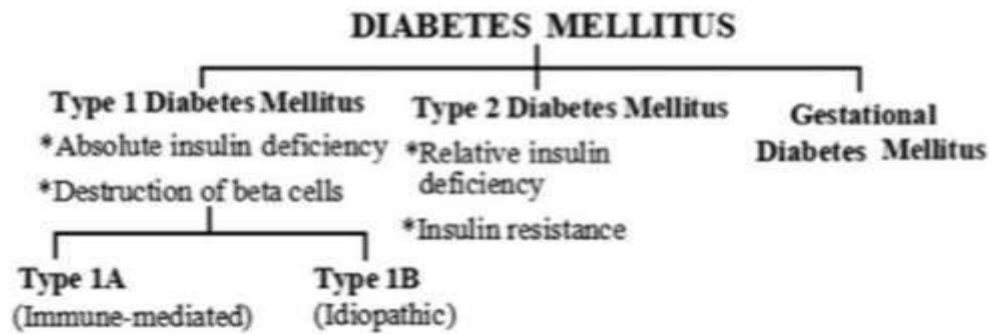 DIABETES MELLITUS
Type 1 Diabetes Mellitus
*Absolute insulin deficiency
*Destruction of beta cells
Type 1A
(Immune-mediated)
Type 1B
(Idiopathic)
Type 2 Diabetes Mellitus
*Relative insulin
deficiency
*Insulin resistance
Gestational
Diabetes Mellitus